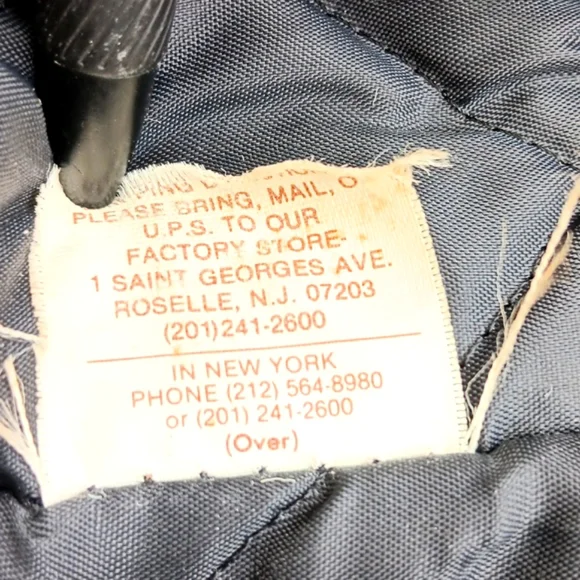 PLEASE BRING, MAIL, O
U.P.S. TO OUR
FACTORY STORE-
1 SAINT GEORGES AVE.
ROSELLE, N.J. 07203
(201)241-2600
IN NEW YORK
PHONE (212) 564-8980
or (201) 241-2600
(Over)